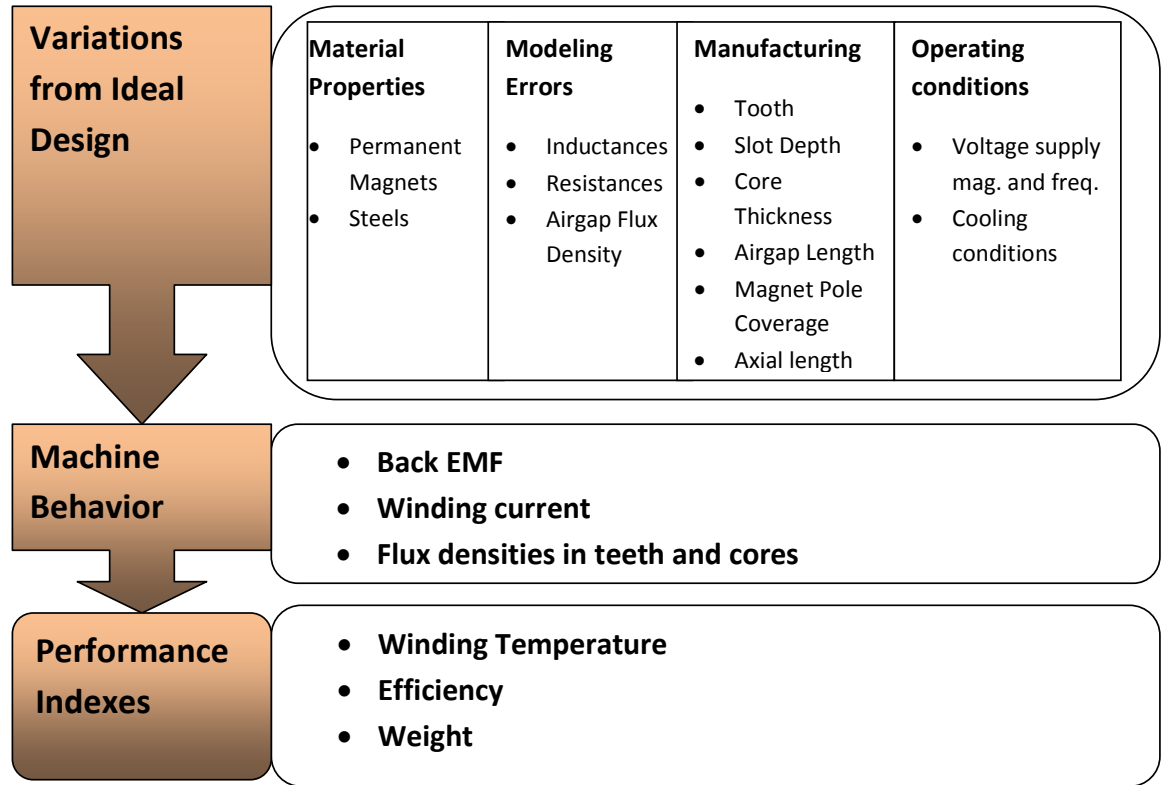 Variations
from Ideal
Design
Material
Properties
• Permanent
Magnets
• Steels
Modeling
Errors
• Inductances
• Resistances
• Airgap Flux
Density
Manufacturing
• Tooth
• Slot Depth
• Core
Thickness
• Airgap Length
• Magnet Pole
Coverage
• Axial length
Operating
conditions
• Voltage supply
mag. and freq.
• Cooling
conditions
Machine
Behavior
• Back EMF
• Winding current
• Flux densities in teeth and cores
Performance
Indexes
• Winding Temperature
• Efficiency
• Weight